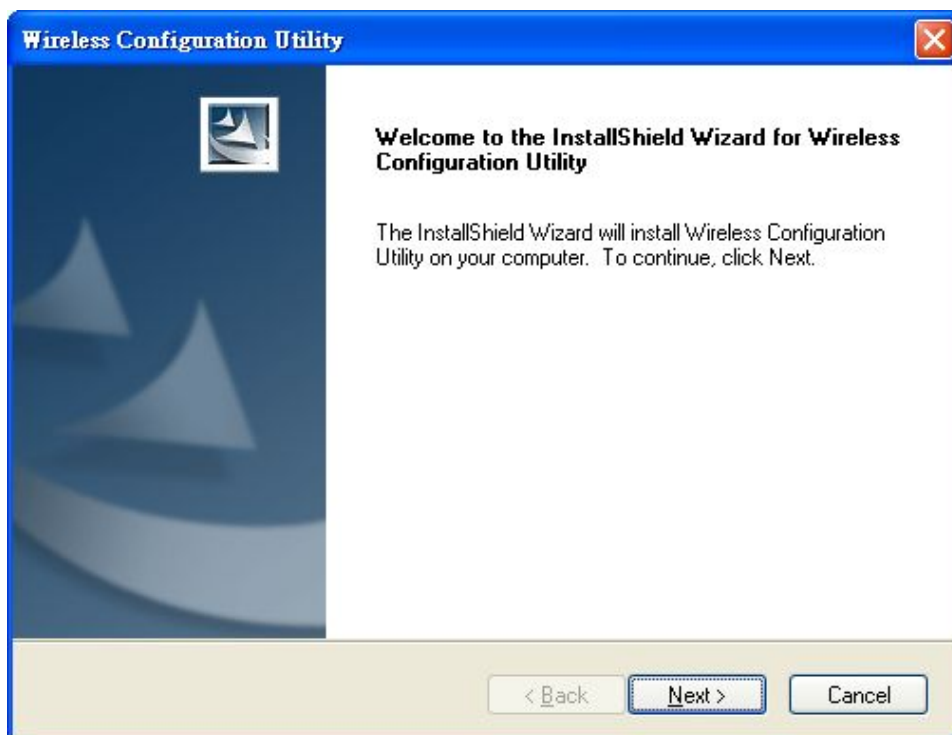 Wireless Configuration Utility
Welcome to the InstallShield Wizard for Wireless
Configuration Utility
The InstallShield Wizard will install Wireless Configuration
Utility on your computer. To continue, click Next.
< Back
Next >
Cancel